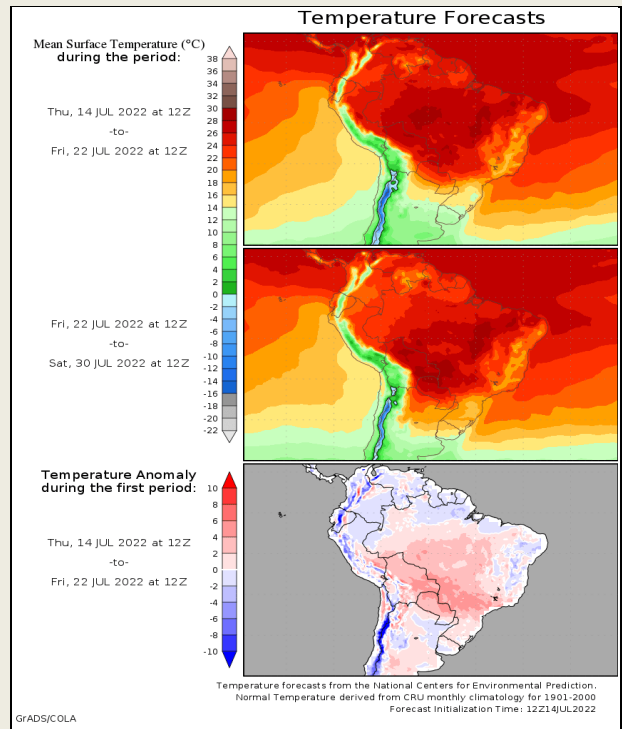 Temperature Forecasts
Mean Surface Temperature (°C)
during the period:
Thu, 14 JUL 2022 at 12Z
-to-
Fri, 22 JUL 2022 at 12Z
38
36
34
32
30
28
26
24
22
20
18
16
14
12
10
8
6
4
2
0
-2
-4
-6
-8
-10
-12
-14
-16
-18
-20
-22
Fri, 22 JUL 2022 at 12Z
-to-
Sat, 30 JUL 2022 at 12Z
Temperature Anomaly
during the first period:
Thu, 14 JUL 2022 at 12Z
-to-
Fri, 22 JUL 2022 at 12Z
10
8
6
4
2
0
-2
-4
-6
-8
-10
Temperature forecasts from the National Centers for Environmental Prediction.
Normal Temperature derived from CRU monthly climatology for 1901-2000
Forecast Initialization Time: 12Z14JUL2022
GrADS/COLA